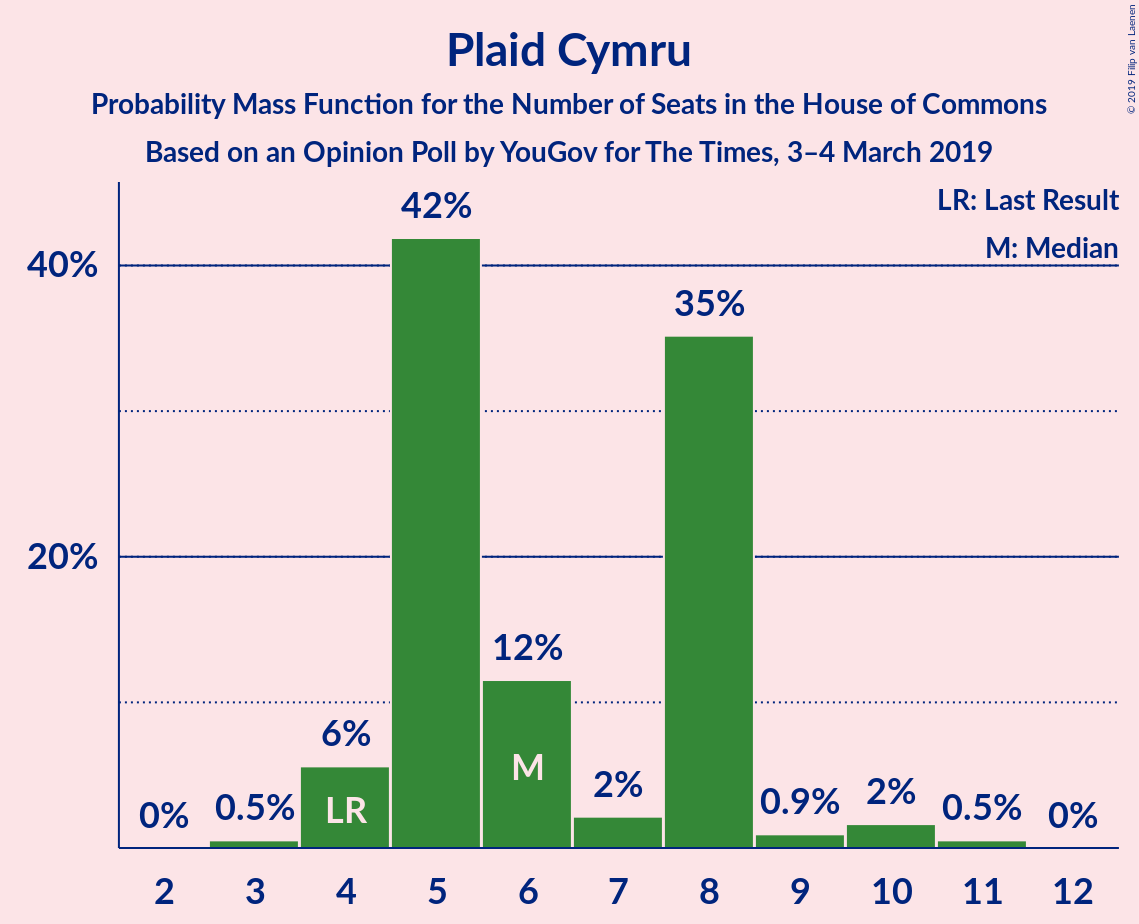 Plaid Cymru
Probability Mass Function for the Number of Seats in the House of Commons
Based on an Opinion Poll by YouGov for The Times, 3–4 March 2019
© 2019 Filip van Laenen
LR: Last Result
M: Median
40%
20%
0%
0.5%
6%
42%
12%
2%
35%
0.9%
2%
0.5%
0%
LR
M
2 3 4 5 6 7 8 9 10 11 12